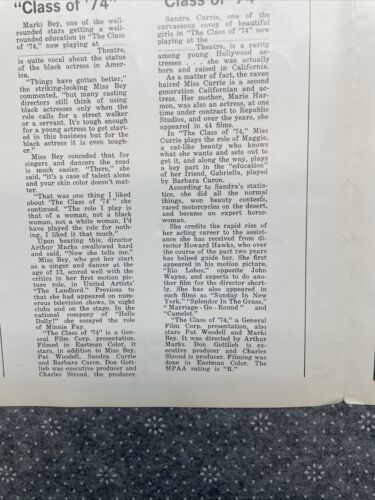 "Class of '74"
Marki Bey, one of the well-
rounded stars getting a well-
rounded education in "The Class
of '74," now playing at
Theatre,
is quite vocal about the status
of the black actress in Amer-
ica.
"Things have gotten better,"
the striking-looking Miss Bey
commented, "but many casting
directors still think of using
black actresses only when the
role calls for a street walker
or a servant. It's tough enough
for a young actress to get start-
ed in this business but for the
black actress it is even tough-
er."
Miss Bey conceded that for
singers and dancers the road
is much easier. "There," she
said, "it's a case of talent alone
and your skin color doesn't mat-
ter.
"That was one thing I liked
about 'The Class of '74'" she
continued. "The role I play is
that of a woman, not a black
woman, not a white woman. I'd
have played the role for noth-
ing, I liked it that much."
Upon hearing this, director
Arthur Marks swallowed hard
and said, "Now she tells me."
Miss Bey, who got her start
as a singer and dancer at the
age of 13, scored well with the
critics in her first motion pic-
ture role, in United Artists'
"The Landlord." Previous to
that she had appeared on num-
erous television shows, in night
clubs and on the stage. In the
national company of "Hello
Dolly!" she essayed the role
of Minnie Fay.
"The Class of '74" is a Gen-
eral Film Corp. presentation.
Filmed in Eastman Color, it
stars, in addition to Miss Bey,
Pat Woodell, Sondra Currie
and Barbara Caron. Don Gott-
lieb was executive producer and
Charles Stroud, the producer.
"Class of '74"
Sondra Currie, one of the
curvaceous covey of beautiful
girls in "The Class of '74" now
playing at the
Theatre, is a rarity
among young Hollywood ac-
tresses . . . she was actually
born and raised in California.
As a matter of fact, the raven
haired Miss Currie is a second
generation Californian and ac-
tress. Her mother, Marie Har-
mon, was also an actress, at one
time under contract to Republic
Studios, and over the years, she
appeared in 44 films.
In "The Class of '74," Miss
Currie plays the role of Maggie,
a cat-like beauty who knows
what she wants and sets out to
get it, and along the way, plays
a key part in the "education"
of her friend, Gabriella, played
by Barbara Caron.
According to Sandra's statis-
tics, she did all the normal
things, won beauty contests,
raced motorcycles on the desert,
and became an expert horse-
woman.
She credits the rapid rise of
her acting career to the assist-
ance she has received from di-
rector Howard Hawks, who over
the course of the past two years
has helped guide her. She first
appeared in his motion picture,
"Rio Lobos," opposite John
Wayne, and expects to do ano-
ther film for the director short-
ly. She has also appeared in
such films as "Sunday In New
York," "Splendor In The Grass,"
"Marriage - Go - Round" and
"Camelot."
"The Class of '74," a General
Film Corp. presentation, also
stars Pat Woodell and Marki
Bey. It was directed by Arthur
Marks. Don Gottlieb is ex-
ecutive producer and Charles
Stroud is producer. Filming was
done in Eastman Color. The
MPAA rating is "R."